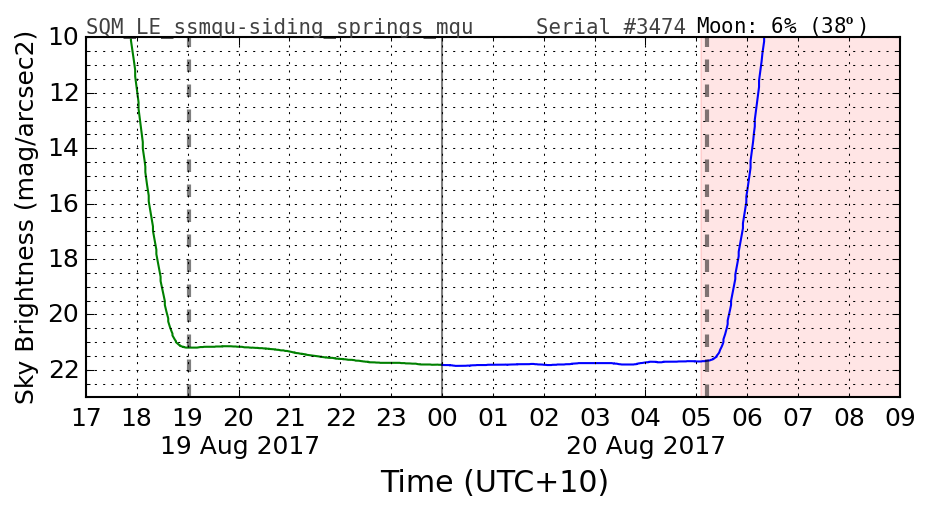 SQM_LE_ssmqu-siding_springs_mqu Serial #3474 Moon: 6% (38°)
Sky Brightness (mag/arcsec2)
10
12
14
16
18
20
22
17 18 19 20 21 22 23 00 01 02 03 04 05 06 07 08 09
19 Aug 2017 20 Aug 2017
Time (UTC+10)